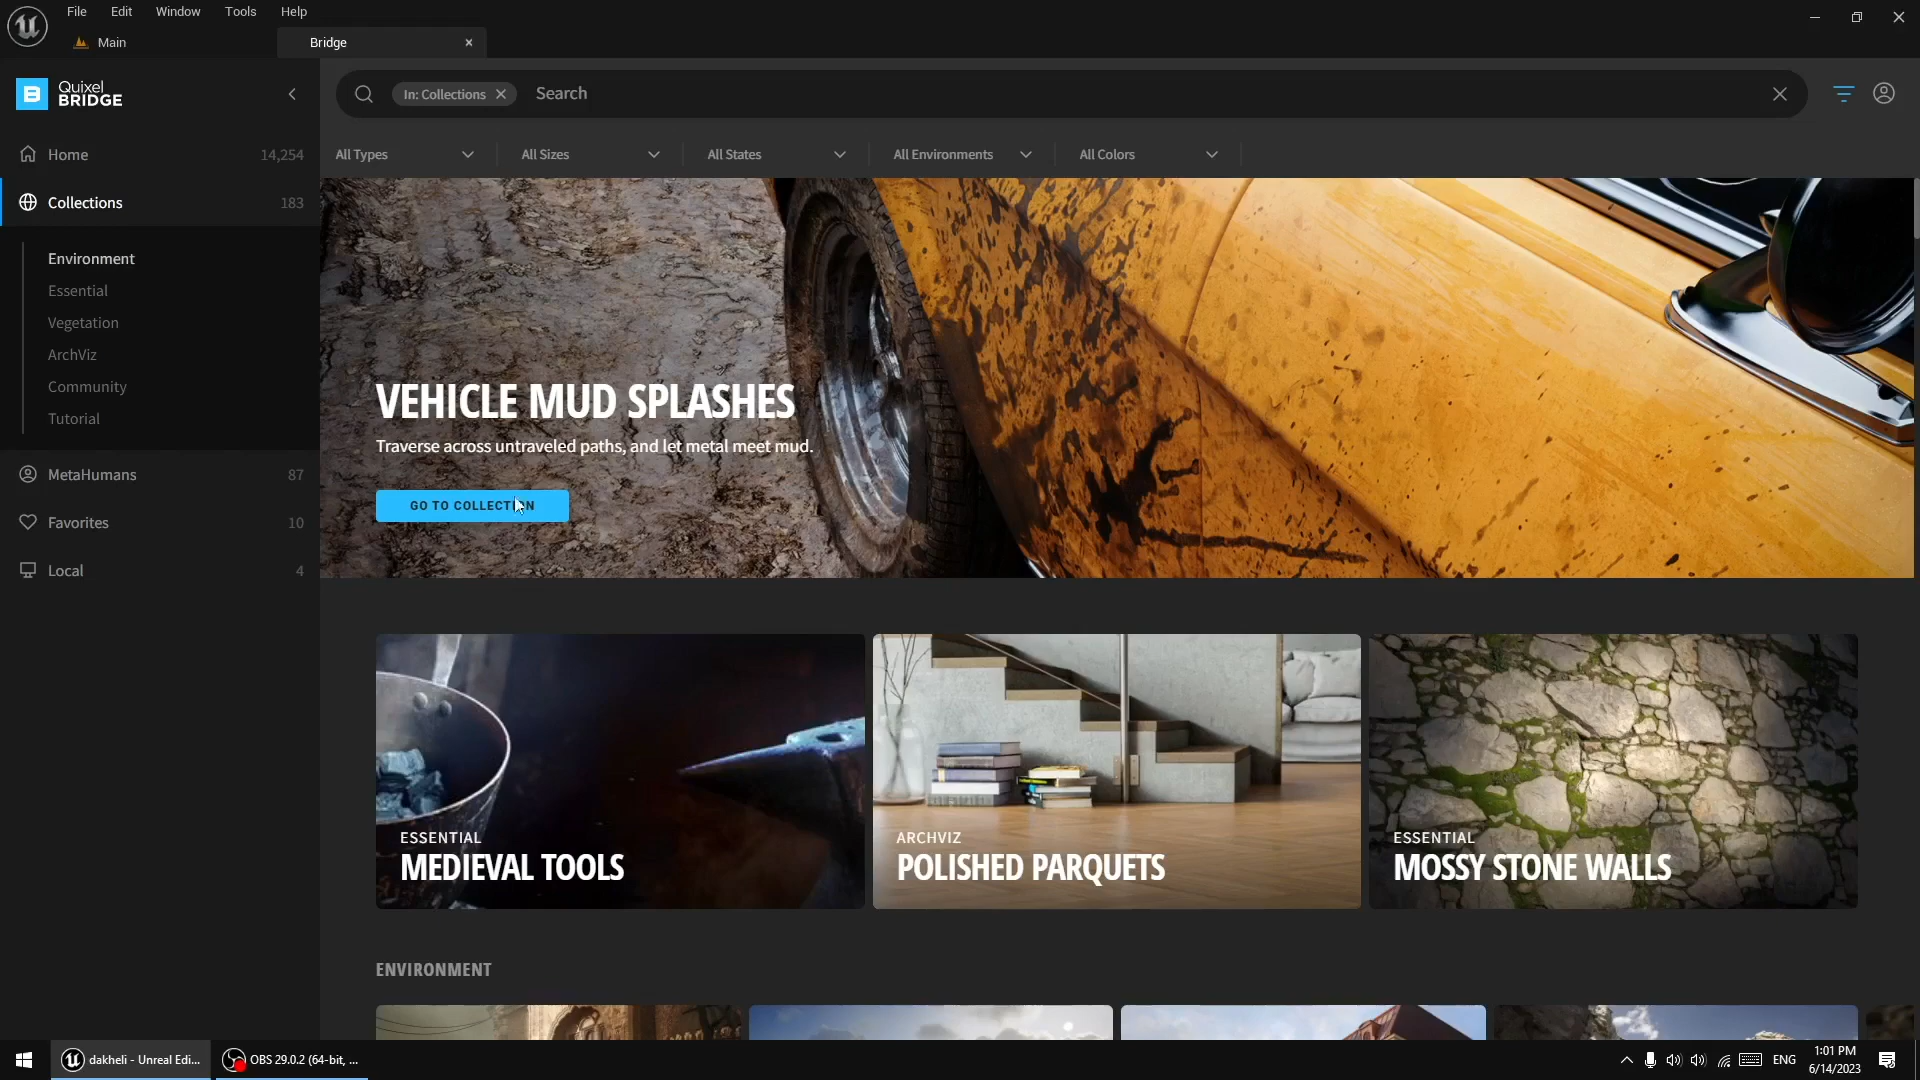 File Edit Window Tools Help
Main
Bridge
Quixel
BRIDGE
In: Collections
Search
Home 14,254
All Types
All Sizes
All States
All Environments
All Colors
Collections 183
Environment
Essential
Vegetation
ArchViz
Community
Tutorial
MetaHumans 87
Favorites 10
Local 4
VEHICLE MUD SPLASHES
Traverse across untraveled paths, and let metal meet mud.
GO TO COLLECTION
ESSENTIAL
MEDIEVAL TOOLS
ARCHVIZ
POLISHED PARQUETS
ESSENTIAL
MOSSY STONE WALLS
ENVIRONMENT
dakheli - Unreal Edi...
OBS 29.0.2 (64-bit, ...
ENG
1:01 PM
6/14/2023